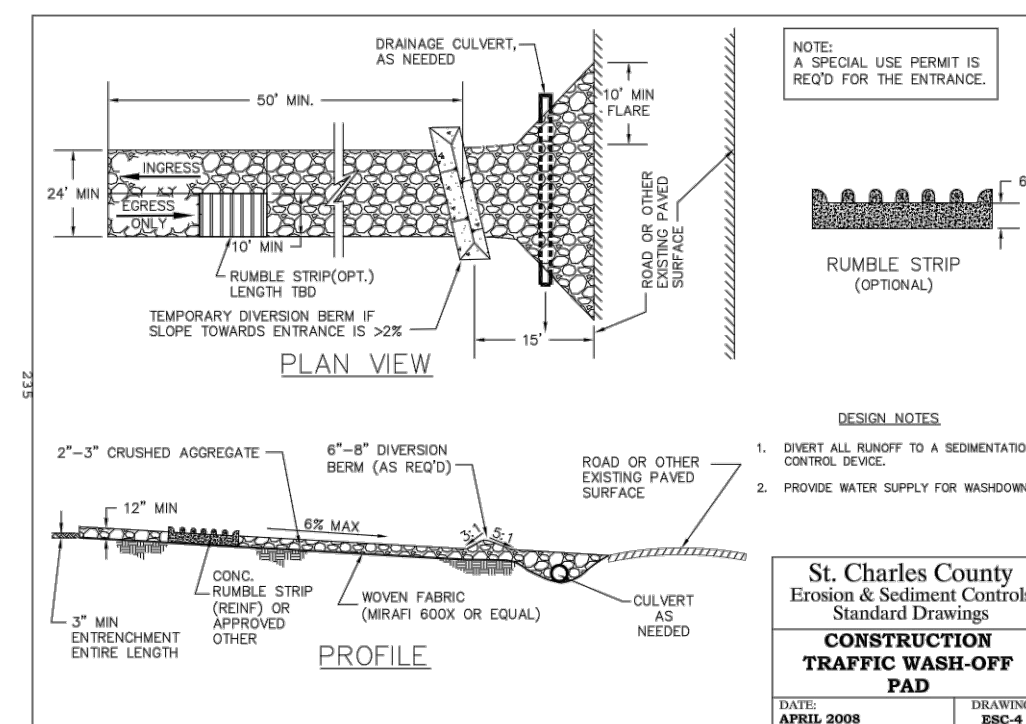 DRAINAGE CULVERT,
AS NEEDED
50' MIN.
10' MIN
FLARE
24' MIN
INGRESS
EGRESS
ONLY
10' MIN
RUMBLE STRIP(OPT.)
LENGTH TBD
TEMPORARY DIVERSION BERM IF
SLOPE TOWARDS ENTRANCE IS >2%
15'
ROAD OR OTHER
EXISTING PAVED
SURFACE
PLAN VIEW
NOTE:
A SPECIAL USE PERMIT IS
REQ'D FOR THE ENTRANCE.
6
RUMBLE STRIP
(OPTIONAL)
235
2"-3" CRUSHED AGGREGATE
6"-8" DIVERSION
BERM (AS REQ'D)
ROAD OR OTHER
EXISTING PAVED
SURFACE
12" MIN
6% MAX
3:1
5:1
3" MIN
ENTRENCHMENT
ENTIRE LENGTH
CONC.
RUMBLE STRIP
(REINF) OR
APPROVED
OTHER
WOVEN FABRIC
(MIRAFI 600X OR EQUAL)
CULVERT
AS
NEEDED
PROFILE
DESIGN NOTES
1. DIVERT ALL RUNOFF TO A SEDIMENTATIO
CONTROL DEVICE.
2. PROVIDE WATER SUPPLY FOR WASHDOWN
St. Charles County
Erosion & Sediment Controls
Standard Drawings
CONSTRUCTION
TRAFFIC WASH-OFF
PAD
DATE:
APRIL 2008
DRAWING
ESC-4